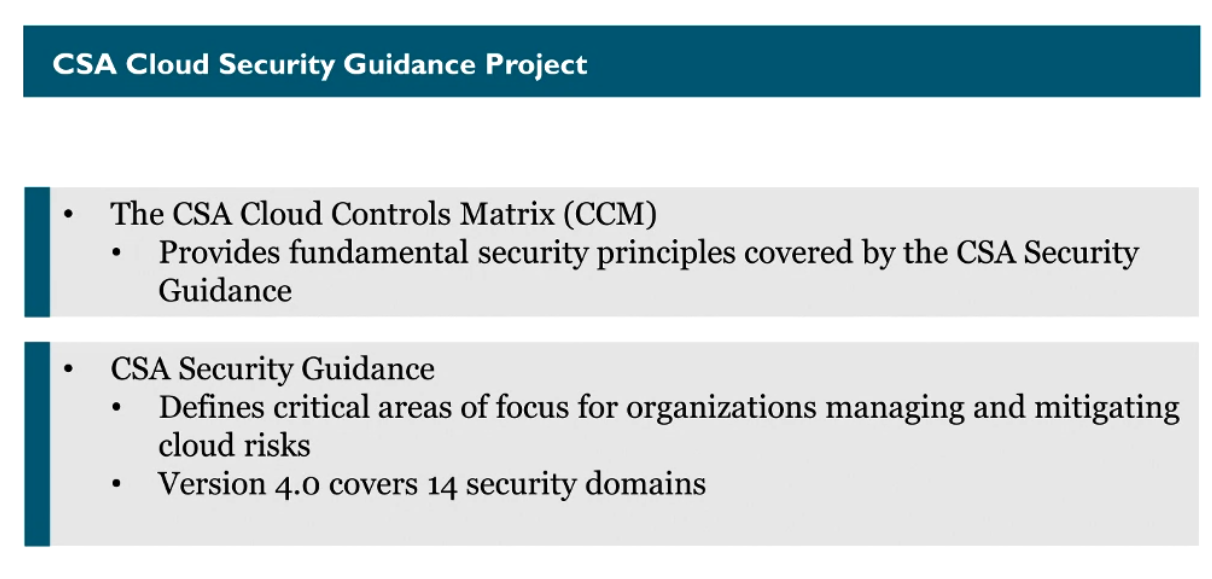 CSA Cloud Security Guidance Project
• The CSA Cloud Controls Matrix (CCM)
• Provides fundamental security principles covered by the CSA Security
Guidance
• CSA Security Guidance
• Defines critical areas of focus for organizations managing and mitigating
cloud risks
• Version 4.0 covers 14 security domains